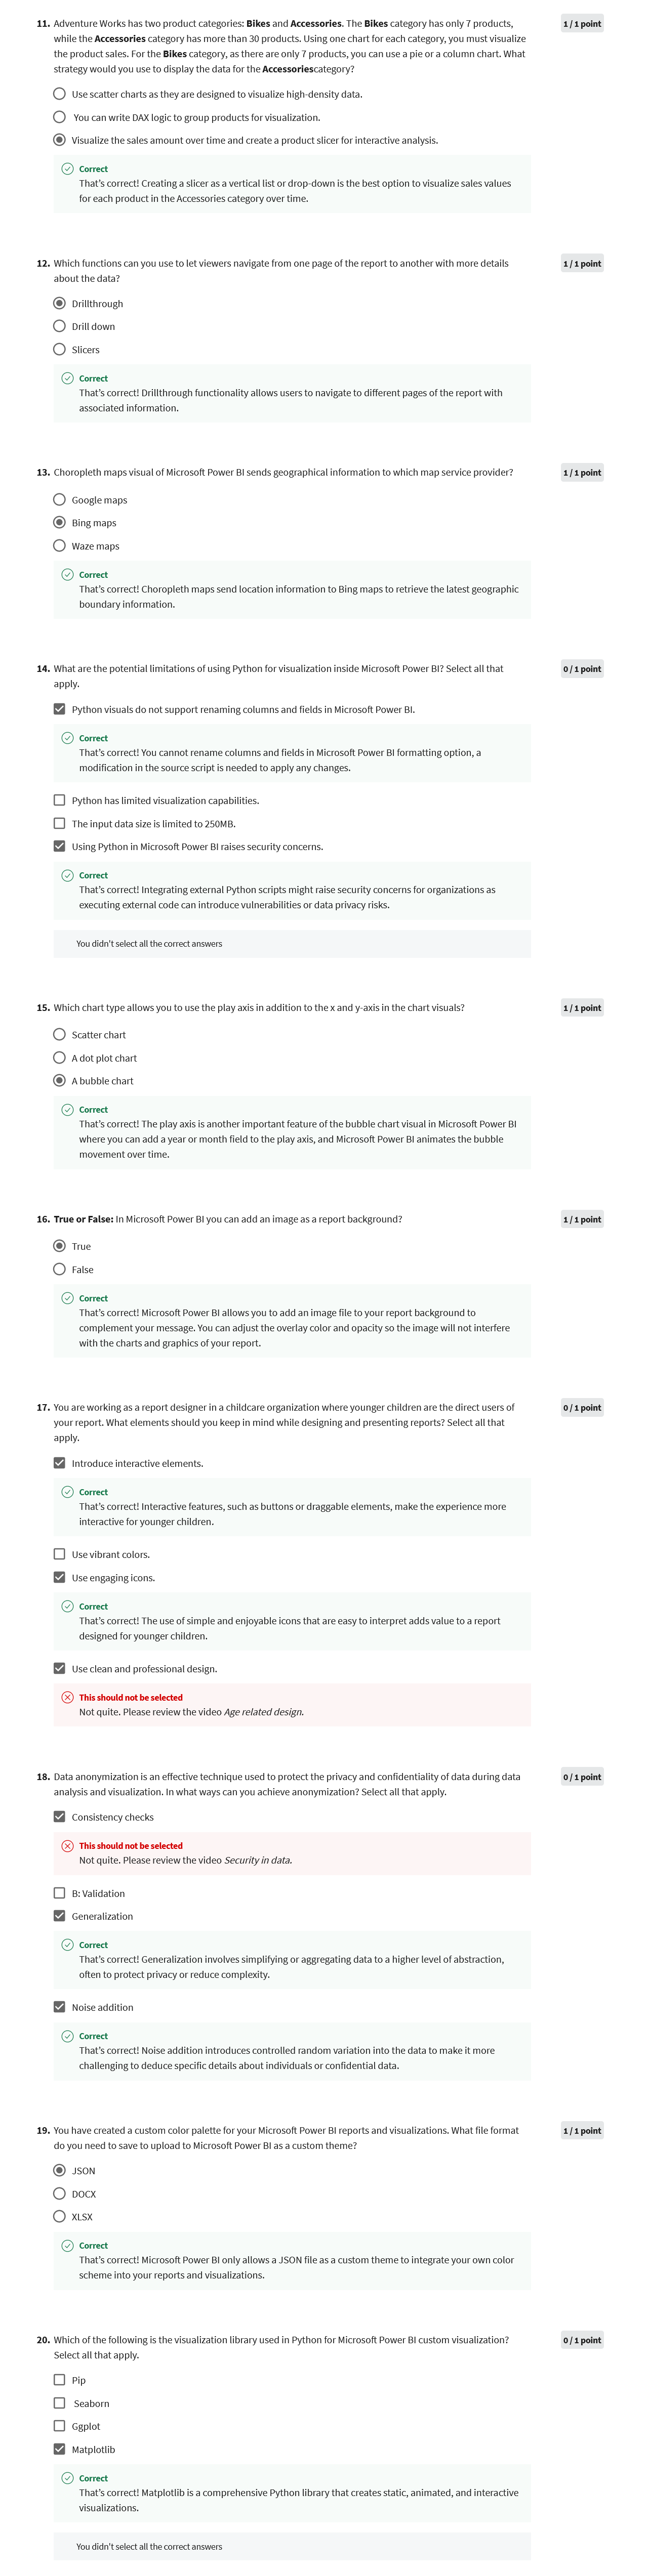 11. Adventure Works has two product categories: Bikes and Accessories. The Bikes category has only 7 products,
1 / 1 point
while the Accessories category has more than 30 products. Using one chart for each category, you must visualize
the product sales. For the Bikes category, as there are only 7 products, you can use a pie or a column chart. What
strategy would you use to display the data for the Accessoriescategory?
Use scatter charts as they are designed to visualize high-density data.
You can write DAX logic to group products for visualization.
Visualize the sales amount over time and create a product slicer for interactive analysis.
Correct
That's correct! Creating a slicer as a vertical list or drop-down is the best option to visualize sales values
for each product in the Accessories category over time.
12. Which functions can you use to let viewers navigate from one page of the report to another with more details
1 / 1 point
about the data?
Drillthrough
Drill down
Slicers
Correct
That's correct! Drillthrough functionality allows users to navigate to different pages of the report with
associated information.
13. Choropleth maps visual of Microsoft Power BI sends geographical information to which map service provider?
1 / 1 point
Google maps
Bing maps
Waze maps
Correct
That's correct! Choropleth maps send location information to Bing maps to retrieve the latest geographic
boundary information.
14. What are the potential limitations of using Python for visualization inside Microsoft Power BI? Select all that
0 / 1 point
apply.
Python visuals do not support renaming columns and fields in Microsoft Power BI.
Correct
That's correct! You cannot rename columns and fields in Microsoft Power BI formatting option, a
modification in the source script is needed to apply any changes.
Python has limited visualization capabilities.
The input data size is limited to 250MB.
Using Python in Microsoft Power BI raises security concerns.
Correct
That's correct! Integrating external Python scripts might raise security concerns for organizations as
executing external code can introduce vulnerabilities or data privacy risks.
You didn't select all the correct answers
15. Which chart type allows you to use the play axis in addition to the x and y-axis in the chart visuals?
1 / 1 point
Scatter chart
A dot plot chart
A bubble chart
Correct
That's correct! The play axis is another important feature of the bubble chart visual in Microsoft Power BI
where you can add a year or month field to the play axis, and Microsoft Power BI animates the bubble
movement over time.
16. True or False: In Microsoft Power BI you can add an image as a report background?
1 / 1 point
True
False
Correct
That's correct! Microsoft Power BI allows you to add an image file to your report background to
complement your message. You can adjust the overlay color and opacity so the image will not interfere
with the charts and graphics of your report.
17. You are working as a report designer in a childcare organization where younger children are the direct users of
0 / 1 point
your report. What elements should you keep in mind while designing and presenting reports? Select all that
apply.
Introduce interactive elements.
Correct
That's correct! Interactive features, such as buttons or draggable elements, make the experience more
interactive for younger children.
Use vibrant colors.
Use engaging icons.
Correct
That's correct! The use of simple and enjoyable icons that are easy to interpret adds value to a report
designed for younger children.
Use clean and professional design.
This should not be selected
Not quite. Please review the video Age related design.
18. Data anonymization is an effective technique used to protect the privacy and confidentiality of data during data
0 / 1 point
analysis and visualization. In what ways can you achieve anonymization? Select all that apply.
Consistency checks
This should not be selected
Not quite. Please review the video Security in data.
B: Validation
Generalization
Correct
That's correct! Generalization involves simplifying or aggregating data to a higher level of abstraction,
often to protect privacy or reduce complexity.
Noise addition
Correct
That's correct! Noise addition introduces controlled random variation into the data to make it more
challenging to deduce specific details about individuals or confidential data.
19. You have created a custom color palette for your Microsoft Power BI reports and visualizations. What file format
1 / 1 point
do you need to save to upload to Microsoft Power BI as a custom theme?
JSON
DOCX
XLSX
Correct
That's correct! Microsoft Power BI only allows a JSON file as a custom theme to integrate your own color
scheme into your reports and visualizations.
20. Which of the following is the visualization library used in Python for Microsoft Power BI custom visualization?
0 / 1 point
Select all that apply.
Pip
Seaborn
Ggplot
Matplotlib
Correct
That's correct! Matplotlib is a comprehensive Python library that creates static, animated, and interactive
visualizations.
You didn't select all the correct answers